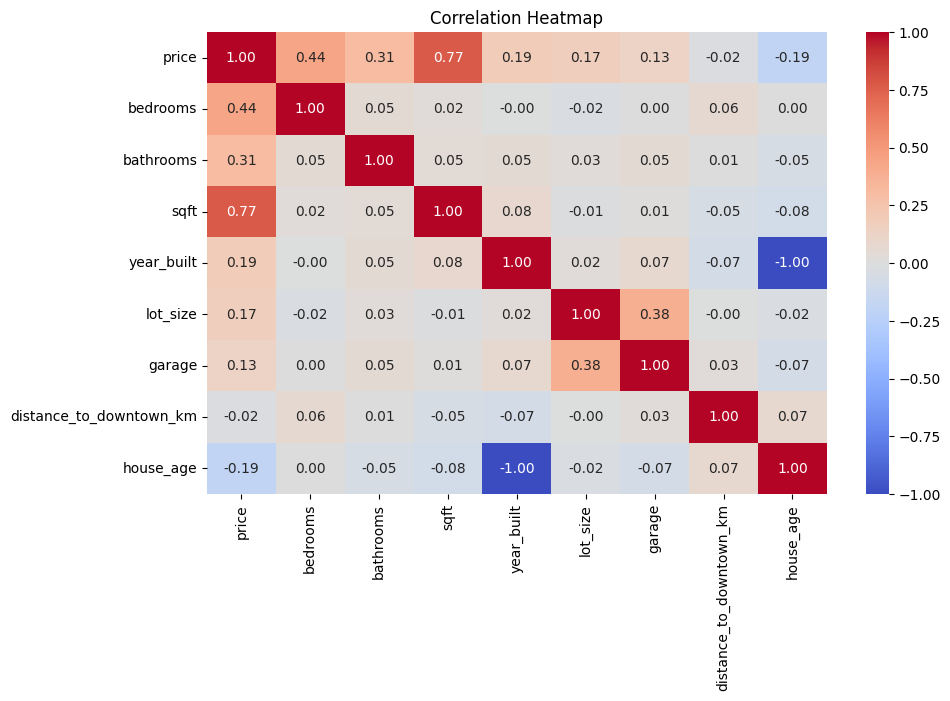 Correlation Heatmap
price 1.00 0.44 0.31 0.77 0.19 0.17 0.13 -0.02 -0.19
bedrooms 0.44 1.00 0.05 0.02 -0.00 -0.02 0.00 0.06 0.00
bathrooms 0.31 0.05 1.00 0.05 0.05 0.03 0.05 0.01 -0.05
sqft 0.77 0.02 0.05 1.00 0.08 -0.01 0.01 -0.05 -0.08
year_built 0.19 -0.00 0.05 0.08 1.00 0.02 0.07 -0.07 -1.00
lot_size 0.17 -0.02 0.03 -0.01 0.02 1.00 0.38 -0.00 -0.02
garage 0.13 0.00 0.05 0.01 0.07 0.38 1.00 0.03 -0.07
distance_to_downtown_km -0.02 0.06 0.01 -0.05 -0.07 -0.00 0.03 1.00 0.07
house_age -0.19 0.00 -0.05 -0.08 -1.00 -0.02 -0.07 0.07 1.00
price
bedrooms
bathrooms
sqft
year_built
lot_size
garage
distance_to_downtown_km
house_age
1.00
0.75
0.50
0.25
0.00
−0.25
−0.50
−0.75
−1.00